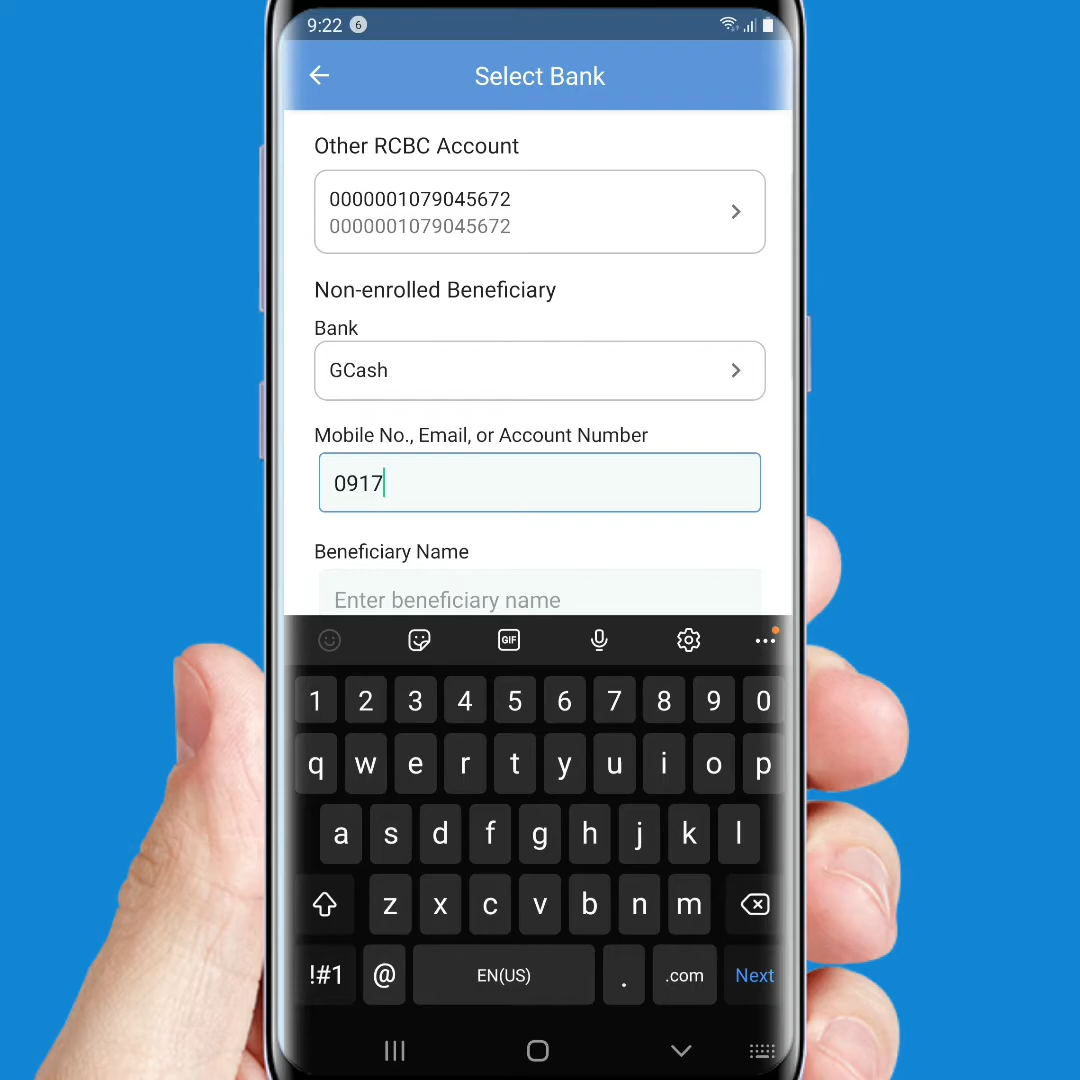 9:22 6
Select Bank
Other RCBC Account
0000001079045672
0000001079045672
Non-enrolled Beneficiary
Bank
GCash
Mobile No., Email, or Account Number
0917
Beneficiary Name
Enter beneficiary name
GIF
1 2 3 4 5 6 7 8 9 0
q w e r t y u i o p
a s d f g h j k l
z x c v b n m
!#1 @ EN(US) . .com Next